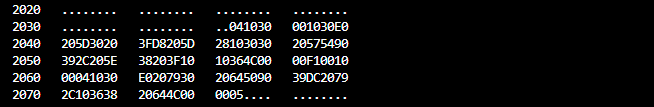 2020 ........ ........ ........ ........
2030 ........ ........ ..041030 001030E0
2040 205D3020 3FD8205D 28103030 20575490
2050 392C205E 38203F10 10364C00 00F10010
2060 00041030 E0207930 20645090 39DC2079
2070 2C103638 20644C00 0005.... ........